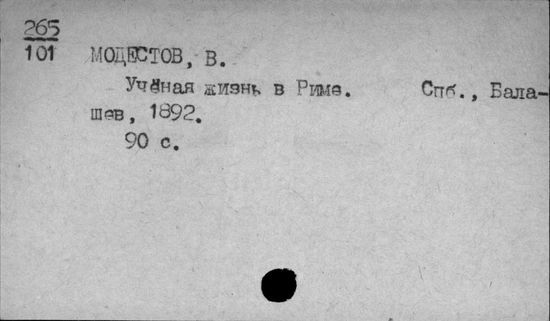 265
101
МОДЕСТОВ, В.
Учёная жизнь в Риме. Спб., Бала-
шев, 1892.
90 с.